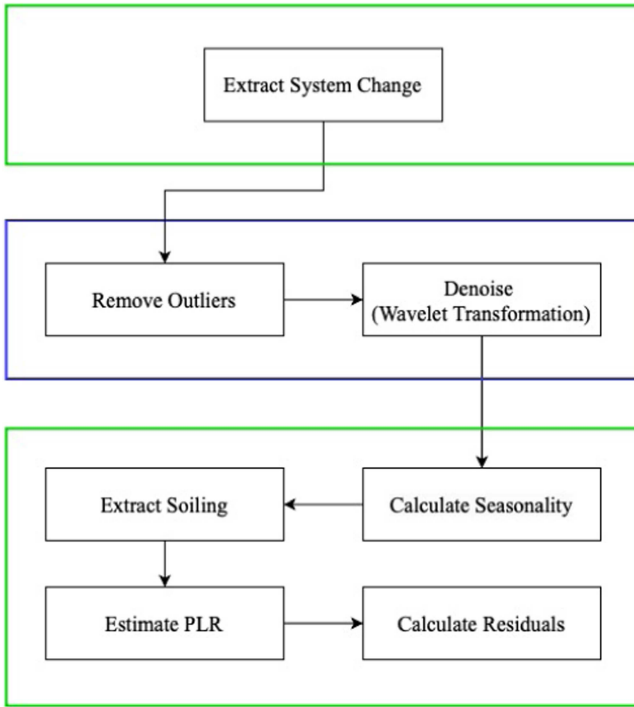 Extract System Change
Remove Outliers
Denoise
(Wavelet Transformation)
Extract Soiling
Calculate Seasonality
Estimate PLR
Calculate Residuals